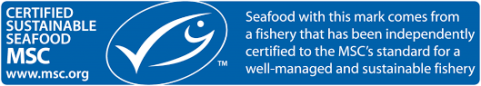 CERTIFIED
SUSTAINABLE
SEAFOOD
MSC
www.msc.org
TM
Seafood with this mark comes from
a fishery that has been independently
certified to the MSC's standard for a
well-managed and sustainable fishery